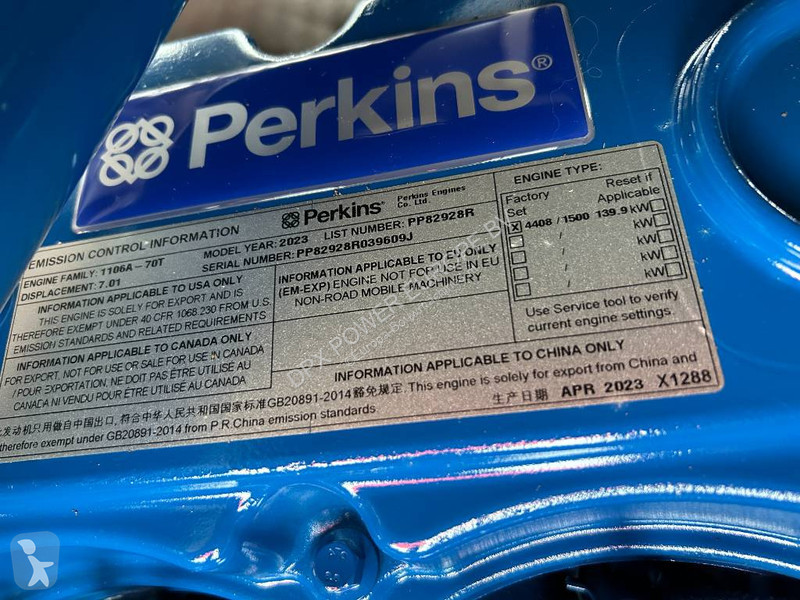 Perkins®
EMISSION CONTROL INFORMATION
Perkins
Perkins Engines
Co. Ltd.
ENGINE FAMILY: 1106A-70T
MODEL YEAR: 2023
LIST NUMBER: PP82928R
DISPLACEMENT: 7.01
SERIAL NUMBER: PP82928R039609J
INFORMATION APPLICABLE TO USA ONLY
THIS ENGINE IS SOLELY FOR EXPORT AND IS
THEREFORE EXEMPT UNDER 40 CFR 1068.230 FROM U.S
EMISSION STANDARDS AND RELATED REQUIREMENTS
INFORMATION APPLICABLE TO CANADA ONLY
FOR EXPORT. NOT FOR USE OR SALE FOR USE IN CANADA
/ POUR EXPORTATION. NE DOIT PAS ÊTRE UTILISÉ AU
CANADA NI VENDU POUR ÊTRE UTILISÉ AU CANADA
INFORMATION APPLICABLE TO EU ONLY
(EM-EXP) ENGINE NOT FOR USE IN EU
NON-ROAD MOBILE MACHINERY
ENGINE TYPE:
Factory
Set
Reset if
Applicable
X 4408 / 1500 139.9 kW
/ kW
/ kW
/ kW
/ kW
Use Service tool to verify
current engine settings.
INFORMATION APPLICABLE TO CHINA ONLY
发动机只用做自中国出口, 符合中华人民共和国国家标准GB20891-2014豁免规定. This engine is solely for export from China and
therefore exempt under GB20891-2014 from P.R.China emission standards
生产日期 APR 2023 X1288